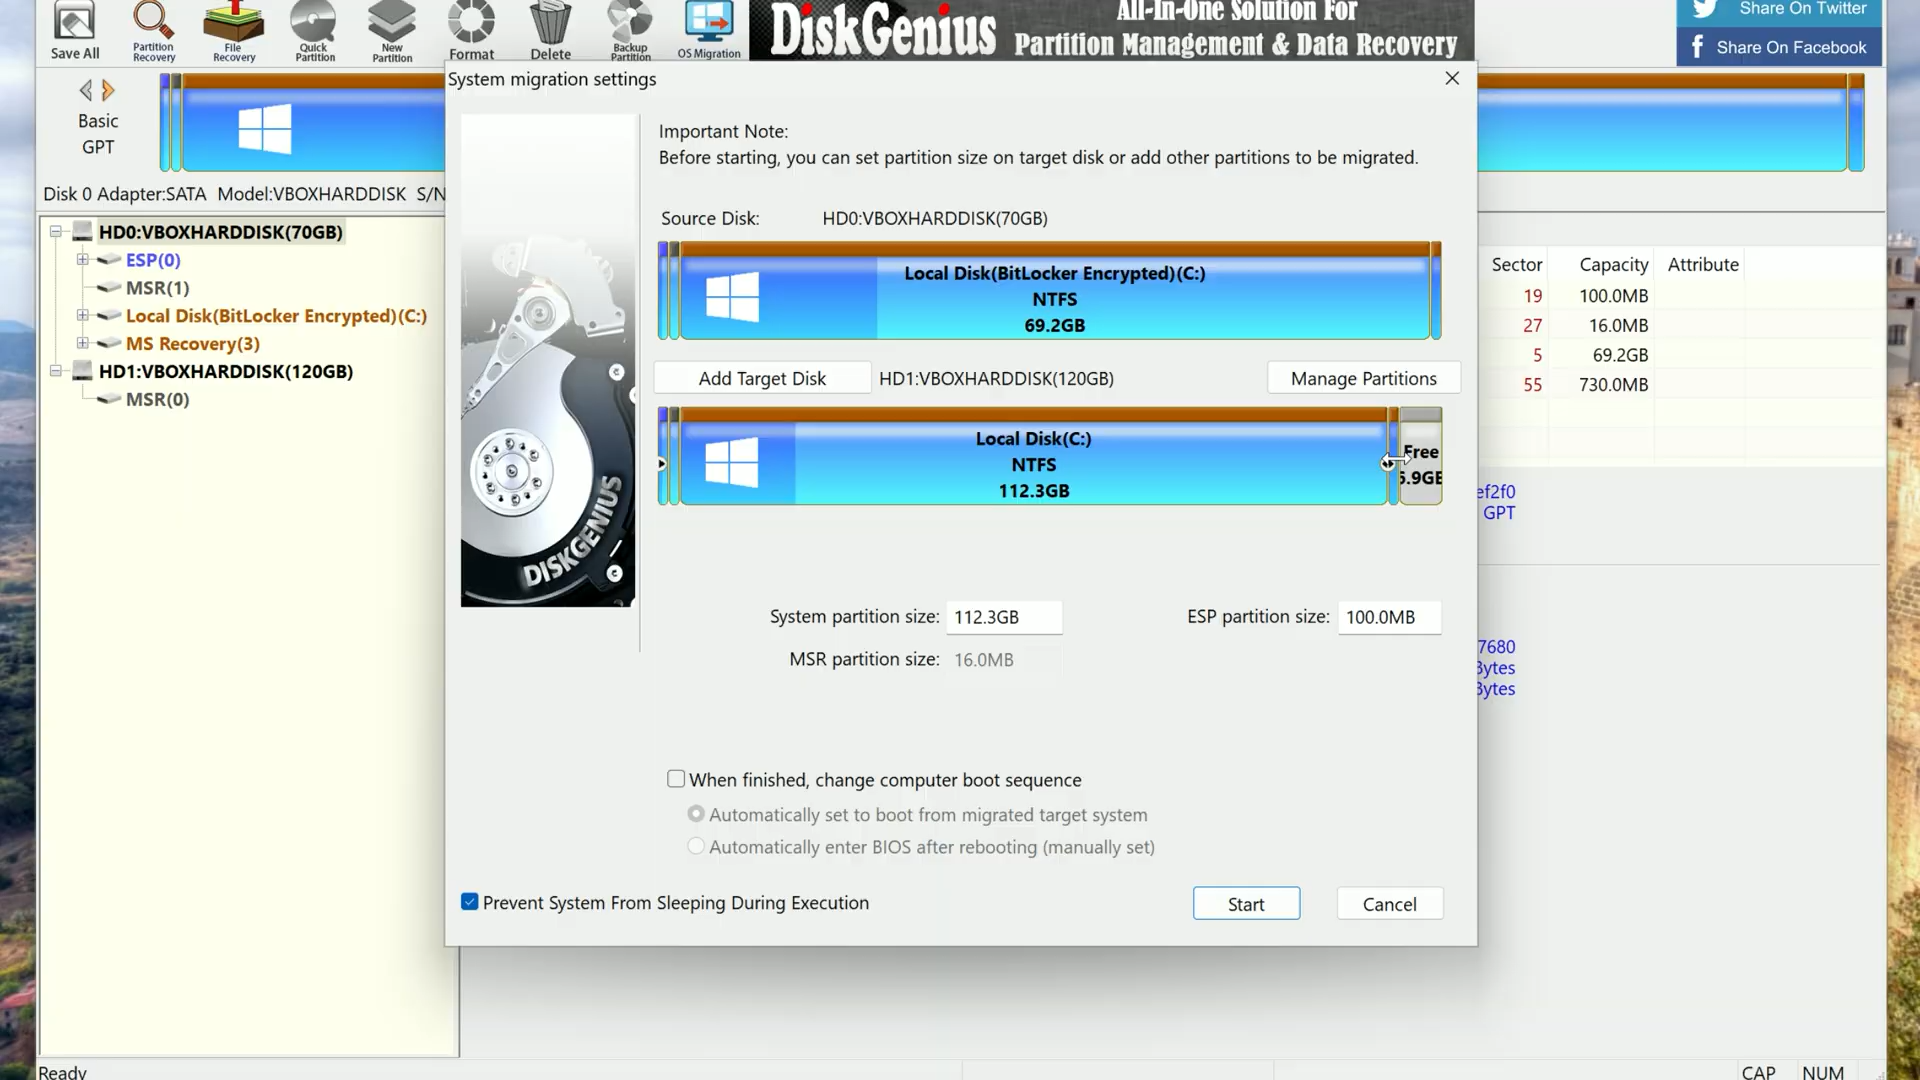 Save All
Partition
Recovery
File
Recovery
Quick
Partition
New
Partition
Format
Delete
Backup
Partition
OS Migration
DiskGenius
All-In-One Solution For
Partition Management & Data Recovery
Share On Twitter
Share On Facebook
Basic
GPT
Disk 0 Adapter:SATA Model:VBOXHARDDISK S/N
HD0:VBOXHARDDISK(70GB)
ESP(0)
MSR(1)
Local Disk(BitLocker Encrypted)(C:)
MS Recovery(3)
HD1:VBOXHARDDISK(120GB)
MSR(0)
System migration settings
Important Note:
Before starting, you can set partition size on target disk or add other partitions to be migrated.
Source Disk: HD0:VBOXHARDDISK(70GB)
Local Disk(BitLocker Encrypted)(C:)
NTFS
69.2GB
Add Target Disk HD1:VBOXHARDDISK(120GB) Manage Partitions
Local Disk(C:)
NTFS
112.3GB
Free
5.9GB
DISKGENIUS
System partition size: 112.3GB ESP partition size: 100.0MB
MSR partition size: 16.0MB
When finished, change computer boot sequence
Automatically set to boot from migrated target system
Automatically enter BIOS after rebooting (manually set)
Prevent System From Sleeping During Execution
Start
Cancel
Sector Capacity Attribute
19 100.0MB
27 16.0MB
5 69.2GB
55 730.0MB
ef2f0
GPT
7680
Bytes
Bytes
Ready
CAP NUM